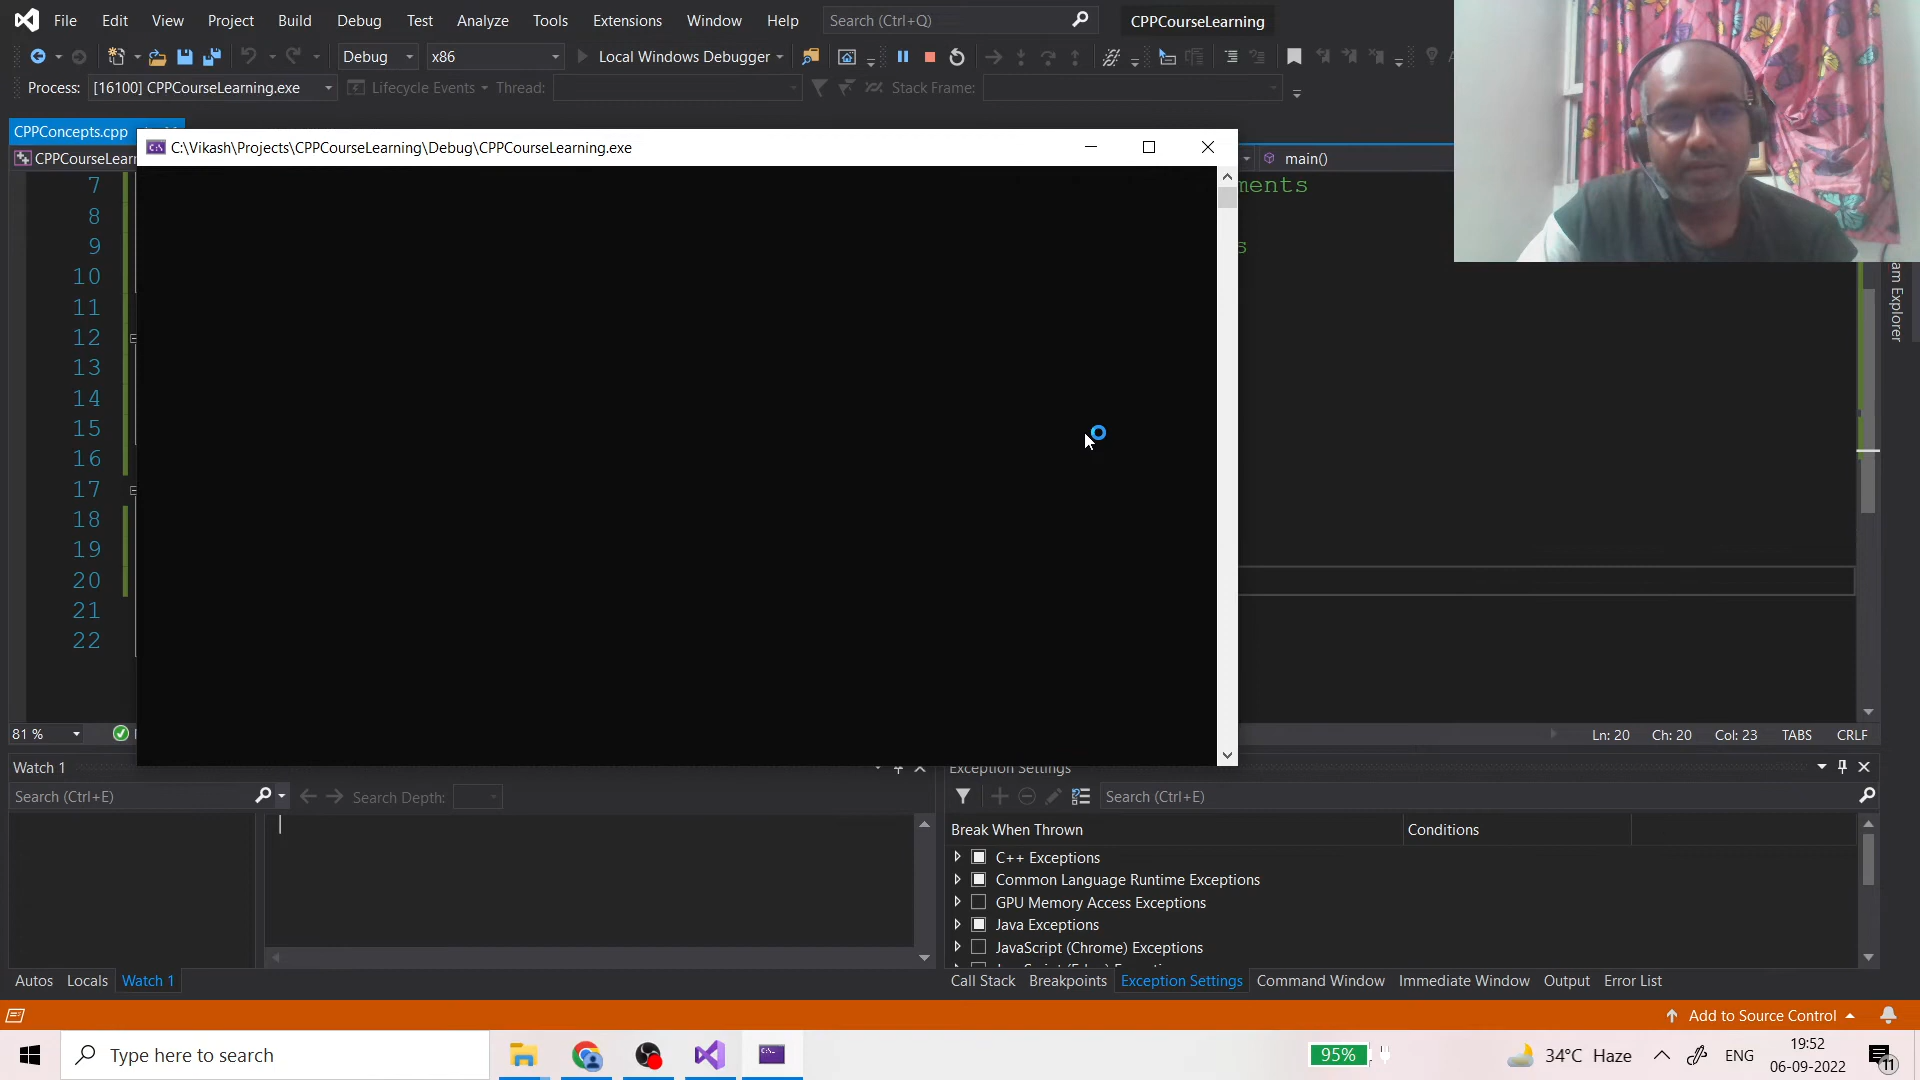 File Edit View Project Build Debug Test Analyze Tools Extensions Window Help Search (Ctrl+Q) CPPCourseLearning
Debug x86 Local Windows Debugger
Process: [16100] CPPCourseLearning.exe Lifecycle Events Thread: Stack Frame:
CPPConcepts.cpp
C:\Vikash\Projects\CPPCourseLearning\Debug\CPPCourseLearning.exe
CPPCourseLearn main()
7 ments
8
9 s
10
11
12
13
14
15
16
17
18
19
20
21
22
am Explorer
81 % Ln: 20 Ch: 20 Col: 23 TABS CRLF
Watch 1
Search (Ctrl+E) Search Depth:
Autos Locals Watch 1
Exception Settings
Search (Ctrl+E)
Break When Thrown Conditions
C++ Exceptions
Common Language Runtime Exceptions
GPU Memory Access Exceptions
Java Exceptions
JavaScript (Chrome) Exceptions
Call Stack Breakpoints Exception Settings Command Window Immediate Window Output Error List
Add to Source Control
Type here to search
95% 34°C Haze ENG 19:52
06-09-2022
11